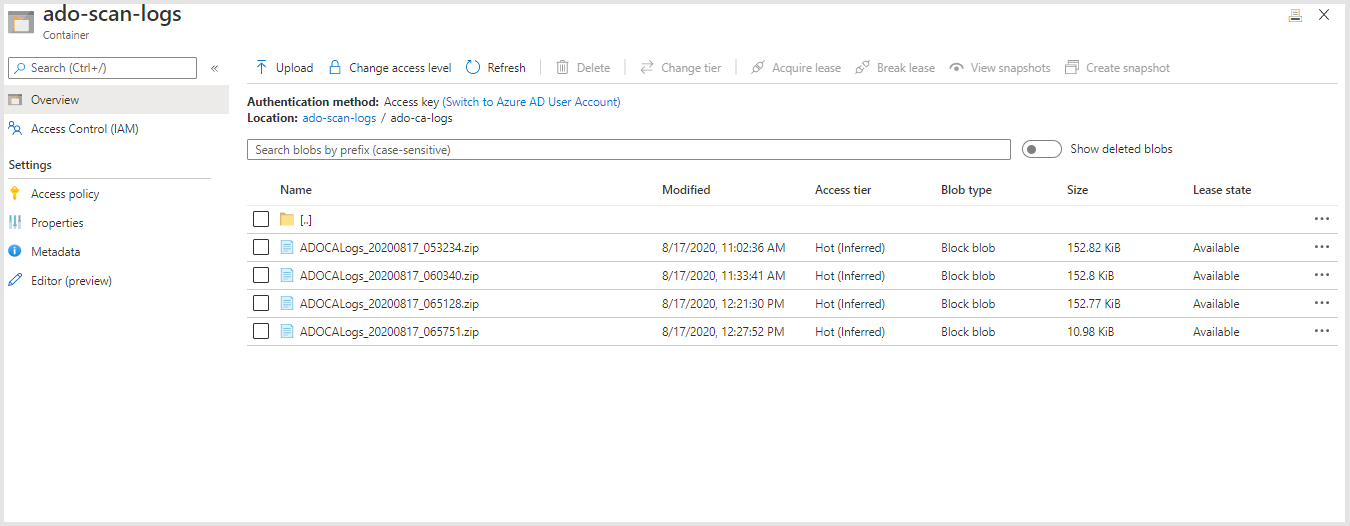 ado-scan-logs
Container
Search (Ctrl+/)
«
Overview
Access Control (IAM)
Settings
Access policy
Properties
Metadata
Editor (preview)
Upload Change access level Refresh Delete Change tier Acquire lease Break lease View snapshots Create snapshot
Authentication method: Access key (Switch to Azure AD User Account)
Location: ado-scan-logs / ado-ca-logs
Search blobs by prefix (case-sensitive) Show deleted blobs
Name Modified Access tier Blob type Size Lease state
[..]
ADOCALogs_20200817_053234.zip 8/17/2020, 11:02:36 AM Hot (Inferred) Block blob 152.82 KiB Available
ADOCALogs_20200817_060340.zip 8/17/2020, 11:33:41 AM Hot (Inferred) Block blob 152.8 KiB Available
ADOCALogs_20200817_065128.zip 8/17/2020, 12:21:30 PM Hot (Inferred) Block blob 152.77 KiB Available
ADOCALogs_20200817_065751.zip 8/17/2020, 12:27:52 PM Hot (Inferred) Block blob 10.98 KiB Available